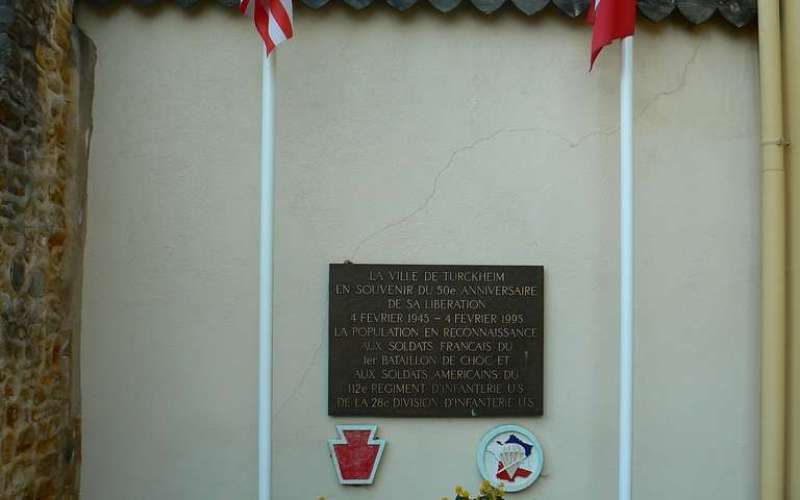 LA VILLE DE TURCKHEIM
EN SOUVENIR DU 50e ANNIVERSAIRE
DE SA LIBERATION
4 FEVRIER 1945 - 4 FEVRIER 1995
LA POPULATION EN RECONNAISSANCE
AUX SOLDATS FRANCAIS DU
1er BATAILLON DE CHOC ET
AUX SOLDATS AMERICAINS DU
112e REGIMENT D'INFANTERIE U.S
DE LA 28e DIVISION D'INFANTERIE U.S.